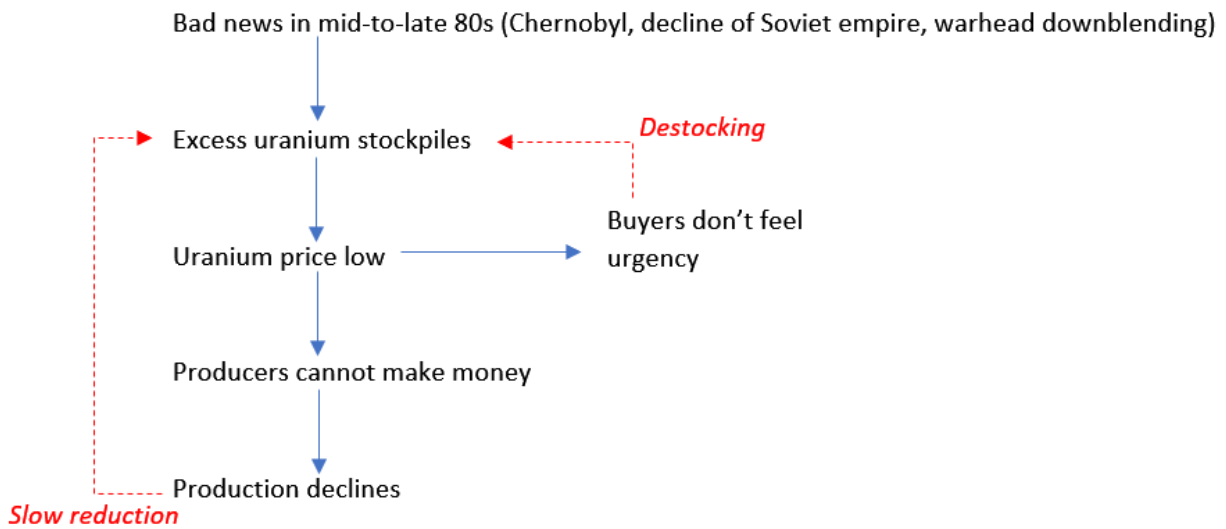 Bad news in mid-to-late 80s (Chernobyl, decline of Soviet empire, warhead downblending)
Destocking
Excess uranium stockpiles
Buyers don’t feel
urgency
Uranium price low
Producers cannot make money
Production declines
Slow reduction